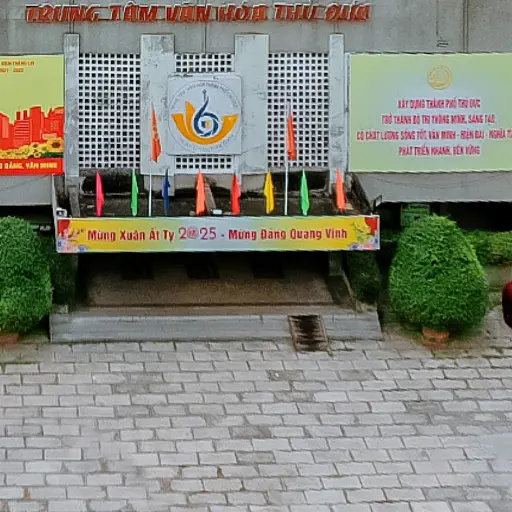 TRUNG TÂM VĂN HÓA THỦ ĐỨC
XÂY DỰNG THÀNH PHỐ THỦ ĐỨC
TRỞ THÀNH ĐÔ THỊ THÔNG MINH, SÁNG TẠO,
CÓ CHẤT LƯỢNG SỐNG TỐT, VĂN MINH - HIỆN ĐẠI - NGHĨA T
PHÁT TRIỂN NHANH, BỀN VỮNG
Mừng Xuân Ất Tỵ 2025 - Mừng Đảng Quang Vinh